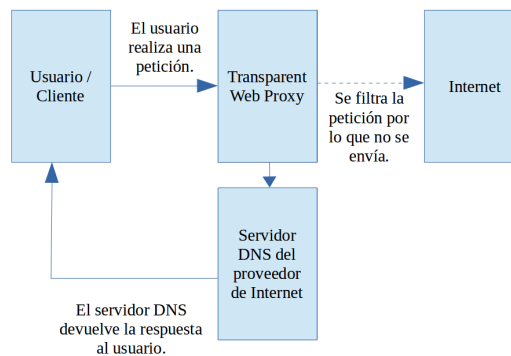 El usuario
realiza una
petición.
Usuario /
Cliente
Transparent
Web Proxy
Internet
Se filtra la
petición por
lo que no se
envía.
Servidor
DNS del
proveedor
de Internet
El servidor DNS
devuelve la respuesta
al usuario.